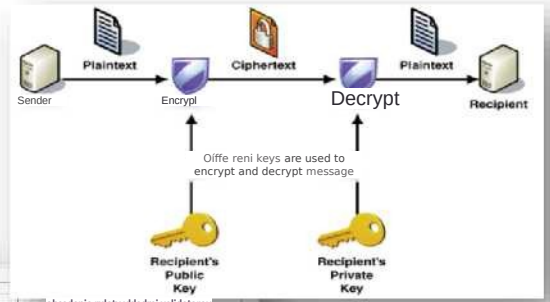 Plaintext
Ciphertext
Plaintext
Sender
Encrypl
Decrypt
Recipient
Oíffe reni keys are used to
encrypt and decrypt message
Recipient's
Public
Key
Recipient's
Private
Key